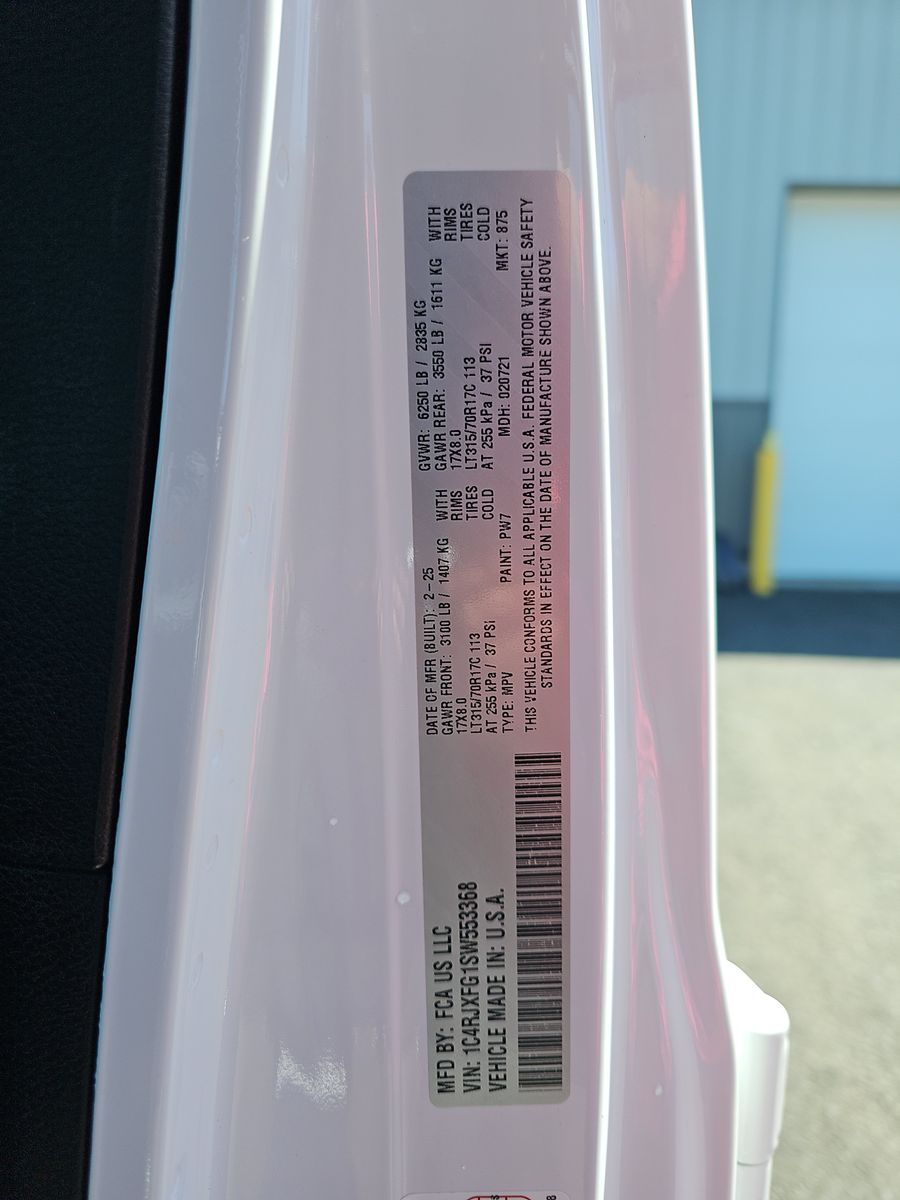 MFD BY: FCA US LLC
VIN: 1C4RJXFG1SW553368
VEHICLE MADE IN: U.S.A.
DATE OF MFR (BUILT): 2-25 GVWR: 6250 LB / 2835 KG
GAWR FRONT: 3100 LB / 1407 KG WITH GAWR REAR: 3550 LB / 1611 KG WITH
17X8.0 RIMS 17X8.0 RIMS
LT315/70R17C 113 TIRES LT315/70R17C 113 TIRES
AT 255 kPa / 37 PSi COLD AT 255 kPa / 37 PSI COLD
TYPE: MPV PAINT: PW7 MDH: 020721 MKT: 875
THIS VEHICLE CONFORMS TO ALL APPLICABLE U.S.A. FEDERAL MOTOR VEHICLE SAFETY
STANDARDS IN EFFECT ON THE DATE OF MANUFACTURE SHOWN ABOVE.